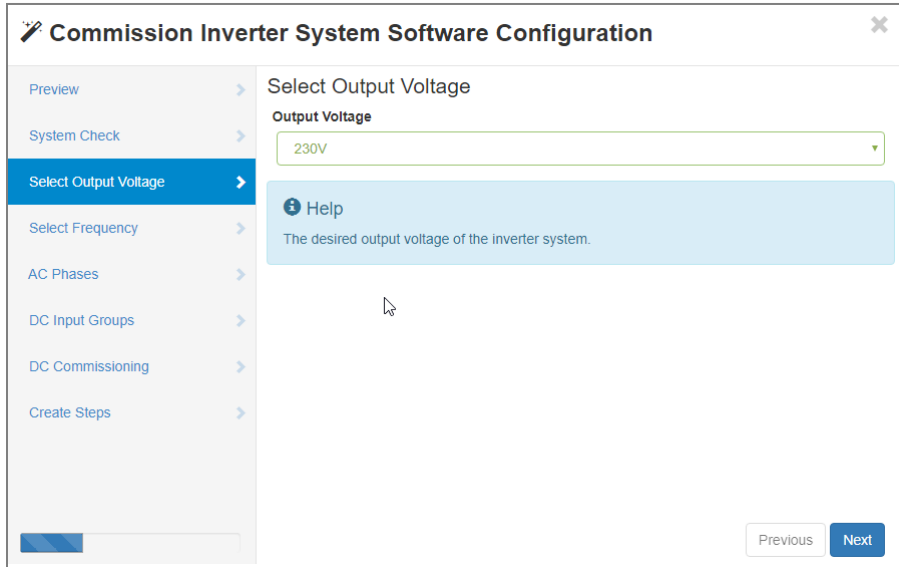 Commission Inverter System Software Configuration
Preview
System Check
Select Output Voltage
Select Frequency
AC Phases
DC Input Groups
DC Commissioning
Create Steps
Select Output Voltage
Output Voltage
230V
Help
The desired output voltage of the inverter system.
Previous
Next